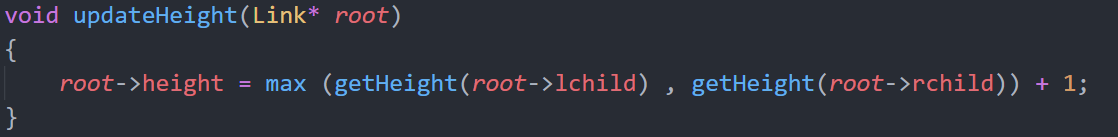 void updateHeight(Link* root)
{
    root->height = max (getHeight(root->lchild) , getHeight(root->rchild)) + 1;
}